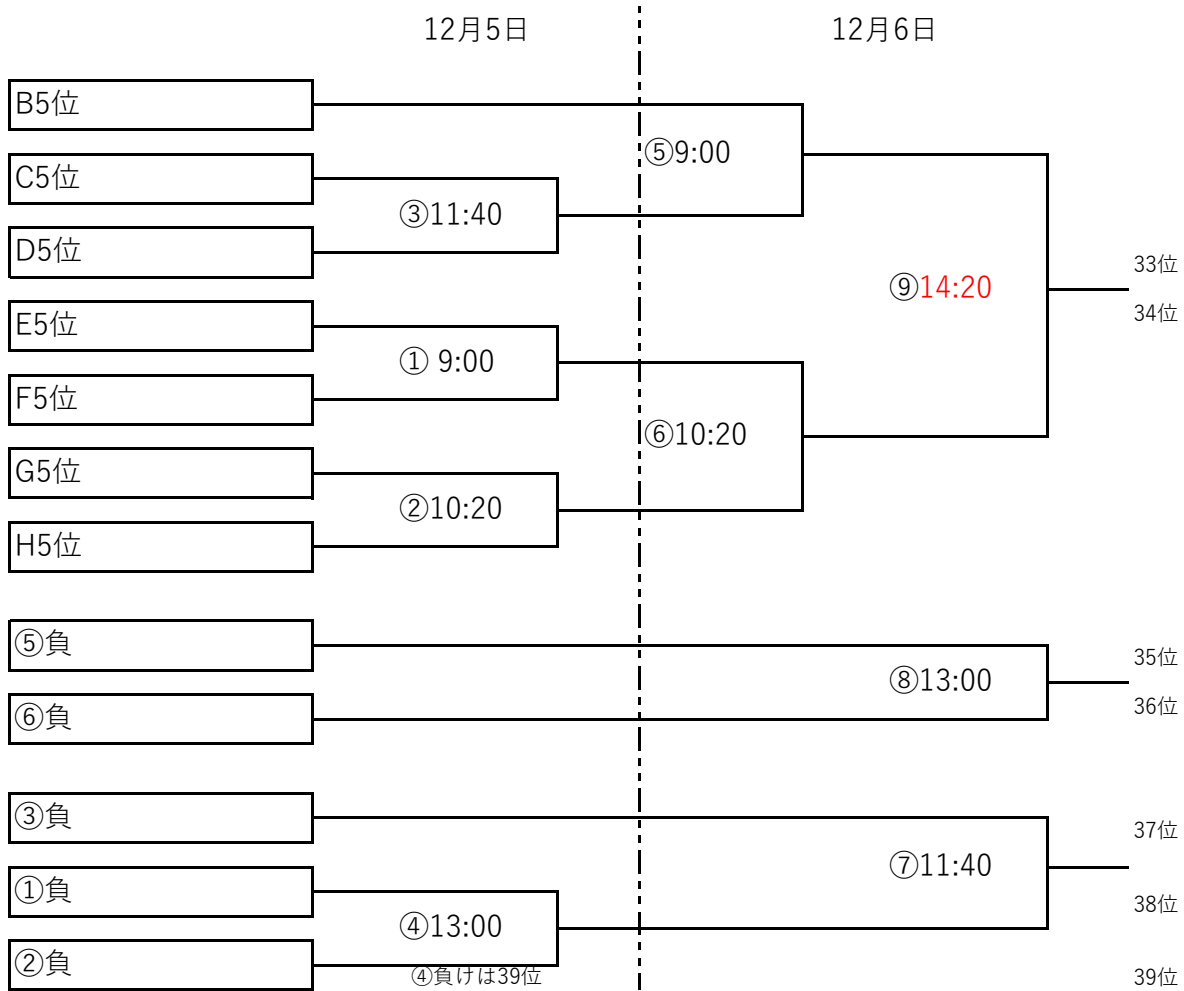 12月5日
12月6日
B5位
⑤9:00
C5位
③11:40
D5位
33位
⑨14:20
34位
E5位
① 9:00
F5位
⑥10:20
G5位
②10:20
H5位
⑤負
35位
⑧13:00
⑥負
36位
③負
37位
⑦11:40
①負
38位
④13:00
②負
④負けは39位
39位